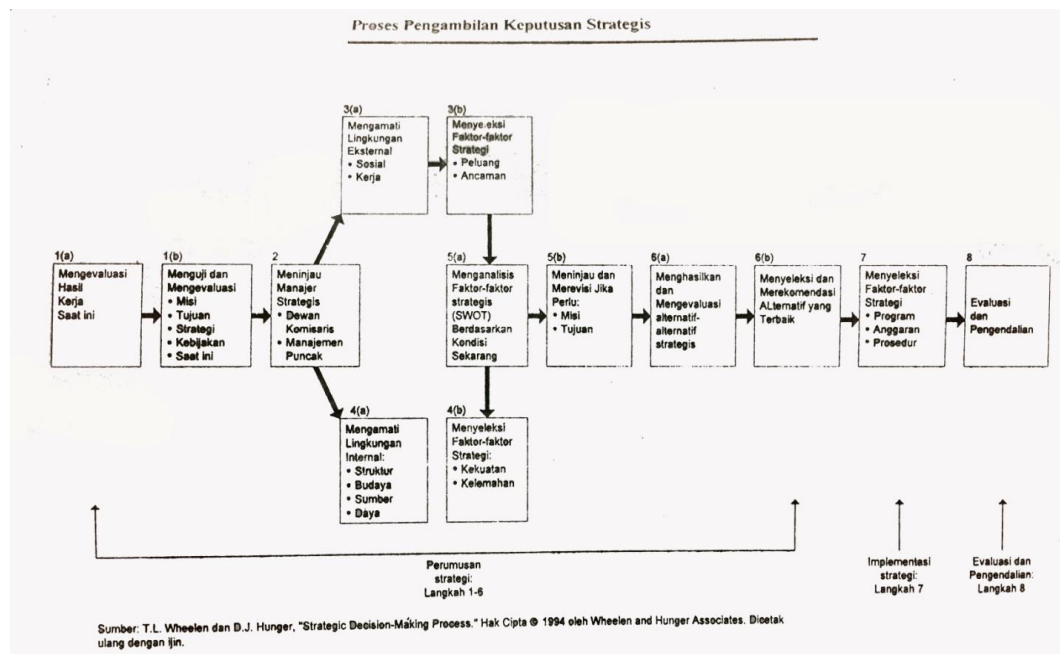 Proses Pengambilan Keputusan Strategis
3(a)
Mengamati
Lingkungan
Eksternal
• Sosial
• Kerja
3(b)
Menye.eksi
Faktor-faktor
Strategi
• Peluang
• Ancaman
1(a)
Mengevaluasi
Hasil
Kerja
Saat ini
1(b)
Menguji dan
Mengevaluasi
• Misi
• Tujuan
• Strategi
• Kebijakan
• Saat ini
2
Meninjau
Manajer
Strategis
• Dewan
Komisaris
• Manajemen
Puncak
5(a)
Menganalisis
Faktor-faktor
strategis
(SWOT)
Berdasarkan
Kondisi
Sekarang
5(b)
Meninjau dan
Merevisi Jika
Perlu:
• Misi
• Tujuan
6(a)
Menghasilkan
dan
Mengevaluasi
alternatif-
alternatif
strategis
6(b)
Menyeleksi dan
Merekomendasi
ALternatif yang
Terbaik
7
Menyeleksi
Faktor-faktor
Strategi
• Program
• Anggaran
• Prosedur
8
Evaluasi
dan
Pengendalian
4(a)
Mengamati
Lingkungan
Internal:
• Struktur
• Budaya
• Sumber
• Daya
4(b)
Menyeleksi
Faktor-faktor
Strategi:
• Kekuatan
• Kelemahan
Perumusan
strategi:
Langkah 1-6
Implementasi
strategi:
Langkah 7
Evaluasi dan
Pengendalian:
Langkah 8
Sumber: T.L. Wheelen dan D.J. Hunger, "Strategic Decision-Making Process." Hak Cipta © 1994 oleh Wheelen and Hunger Associates. Dicetak
ulang dengan ijin.